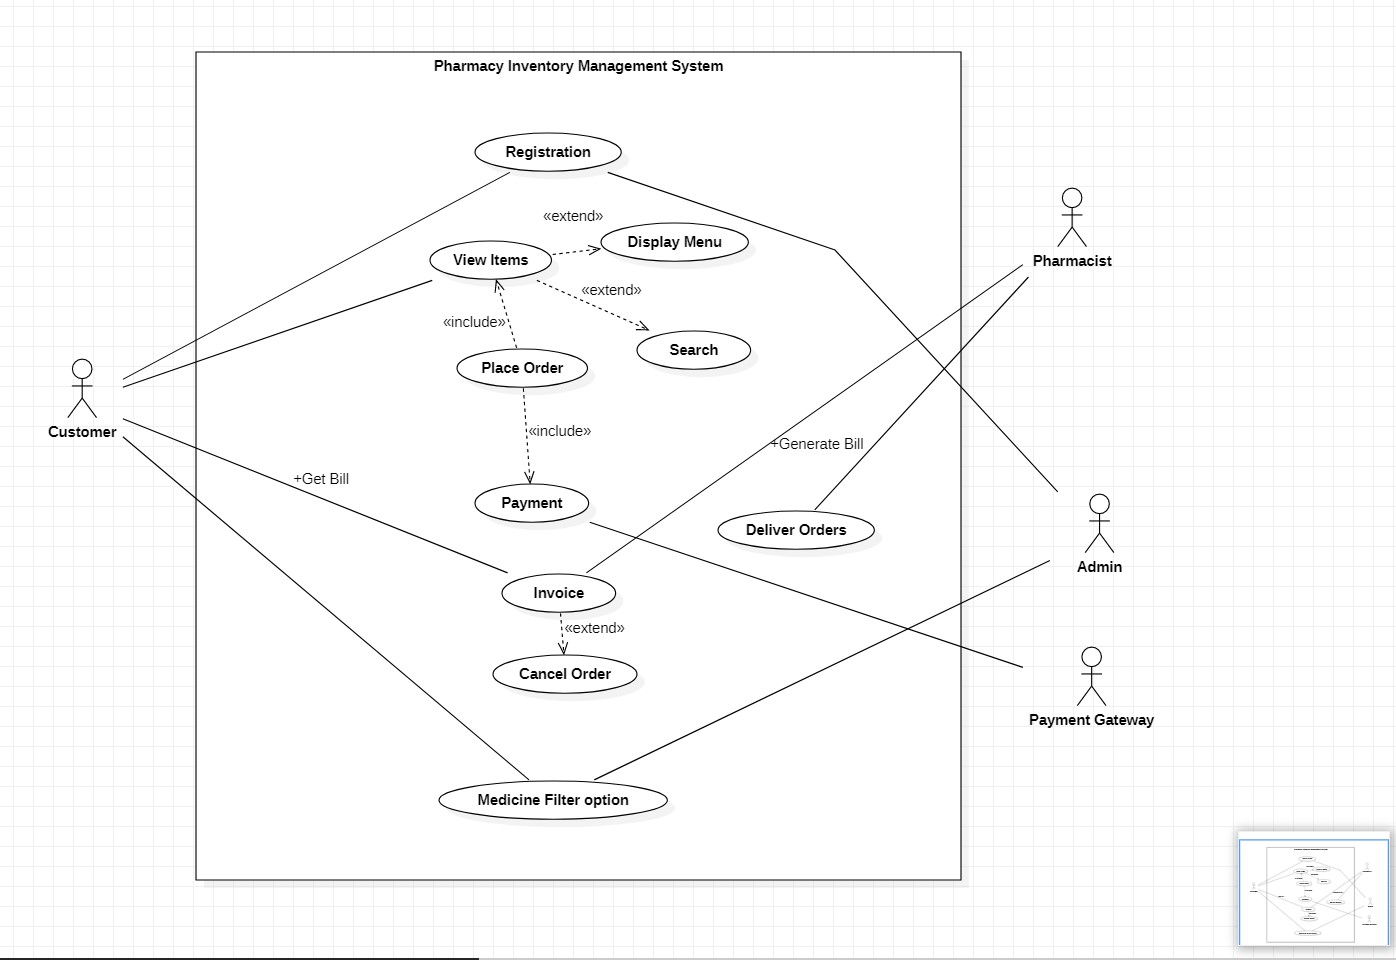 Pharmacy Inventory Management System
Registration
«extend»
Display Menu
View Items
Pharmacist
«extend»
«include»
Search
Place Order
Customer
«include»
+Generate Bill
+Get Bill
Payment
Deliver Orders
Admin
Invoice
«extend»
Cancel Order
Payment Gateway
Medicine Filter option